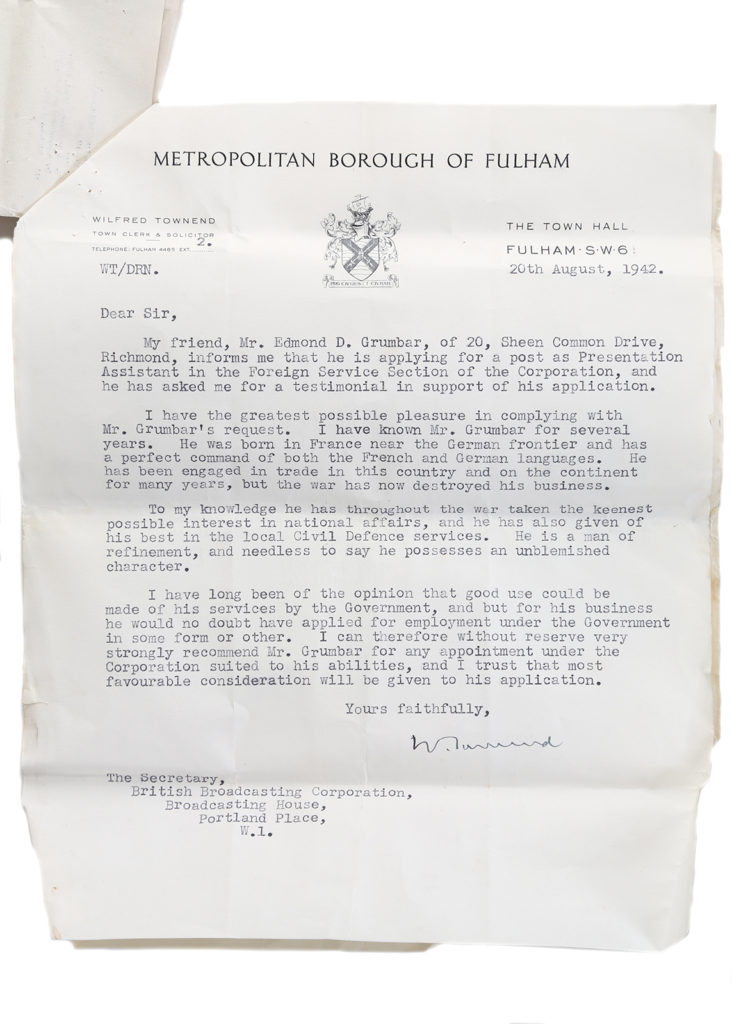 METROPOLITAN BOROUGH OF FULHAM
WILFRED TOWNEND
TOWN CLERK & SOLICITOR
TELEPHONE: FULHAM 4485 EXT. 2.
WT/DRN.
THE TOWN HALL
FULHAM·S·W·6:
20th August, 1942.
Dear Sir,
My friend, Mr. Edmond D. Grumbar, of 20, Sheen Common Drive,
Richmond, informs me that he is applying for a post as Presentation
Assistant in the Foreign Service Section of the Corporation, and
he has asked me for a testimonial in support of his application.
I have the greatest possible pleasure in complying with
Mr. Grumbar's request. I have known Mr. Grumbar for several
years. He was born in France near the German frontier and has
a perfect command of both the French and German languages. He
has been engaged in trade in this country and on the continent
for many years, but the war has now destroyed his business.
To my knowledge he has throughout the war taken the keenest
possible interest in national affairs, and he has also given of
his best in the local Civil Defence services. He is a man of
refinement, and needless to say he possesses an unblemished
character.
I have long been of the opinion that good use could be
made of his services by the Government, and but for his business
he would no doubt have applied for employment under the Government
in some form or other. I can therefore without reserve very
strongly recommend Mr. Grumbar for any appointment under the
Corporation suited to his abilities, and I trust that most
favourable consideration will be given to his application.
Yours faithfully,
W. Townend
The Secretary,
British Broadcasting Corporation,
Broadcasting House,
Portland Place,
W.1.